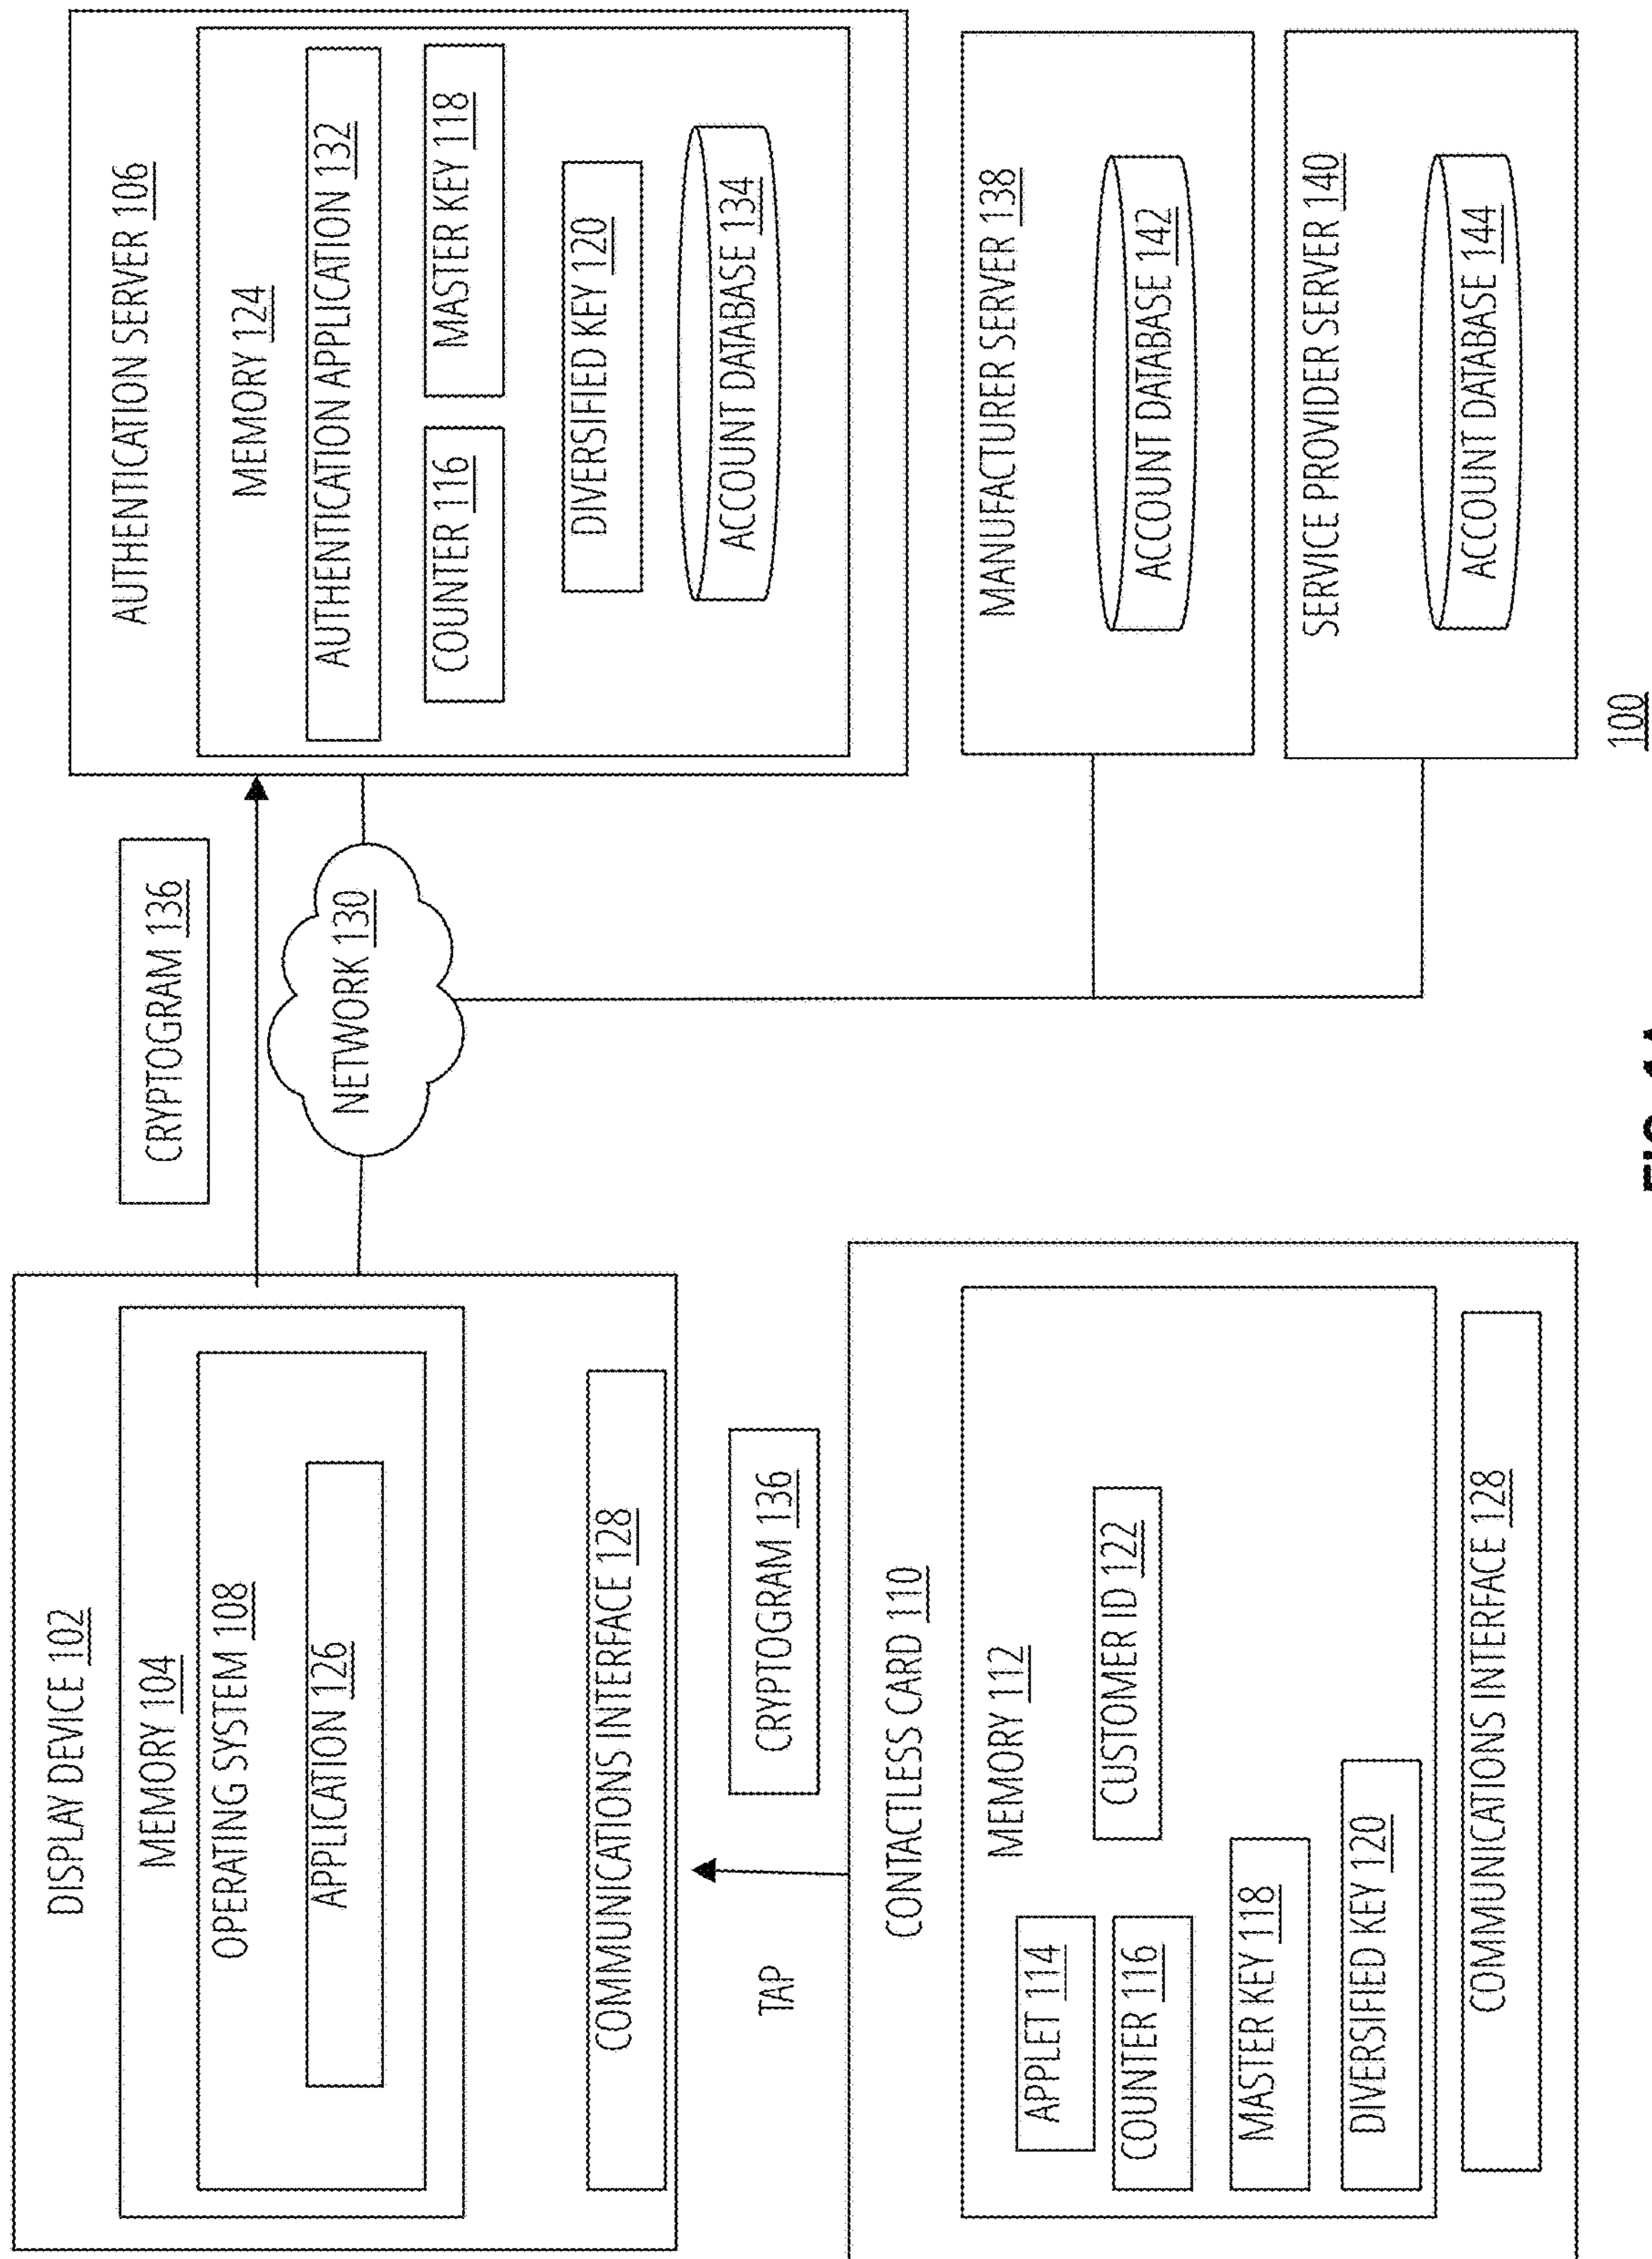 DISPLAY DEVICE 102
MEMORY 104
OPERATING SYSTEM 108
APPLICATION 126
COMMUNICATIONS INTERFACE 128
CRYPTOGRAM 136
NETWORK 130
AUTHENTICATION SERVER 106
MEMORY 124
AUTHENTICATION APPLICATION 132
COUNTER 116
MASTER KEY 118
DIVERSIFIED KEY 120
ACCOUNT DATABASE 134
TAP
CRYPTOGRAM 136
CONTACTLESS CARD 110
MEMORY 112
APPLET 114
COUNTER 116
CUSTOMER ID 122
MASTER KEY 118
DIVERSIFIED KEY 120
COMMUNICATIONS INTERFACE 128
MANUFACTURER SERVER 138
ACCOUNT DATABASE 142
SERVICE PROVIDER SERVER 140
ACCOUNT DATABASE 144
100